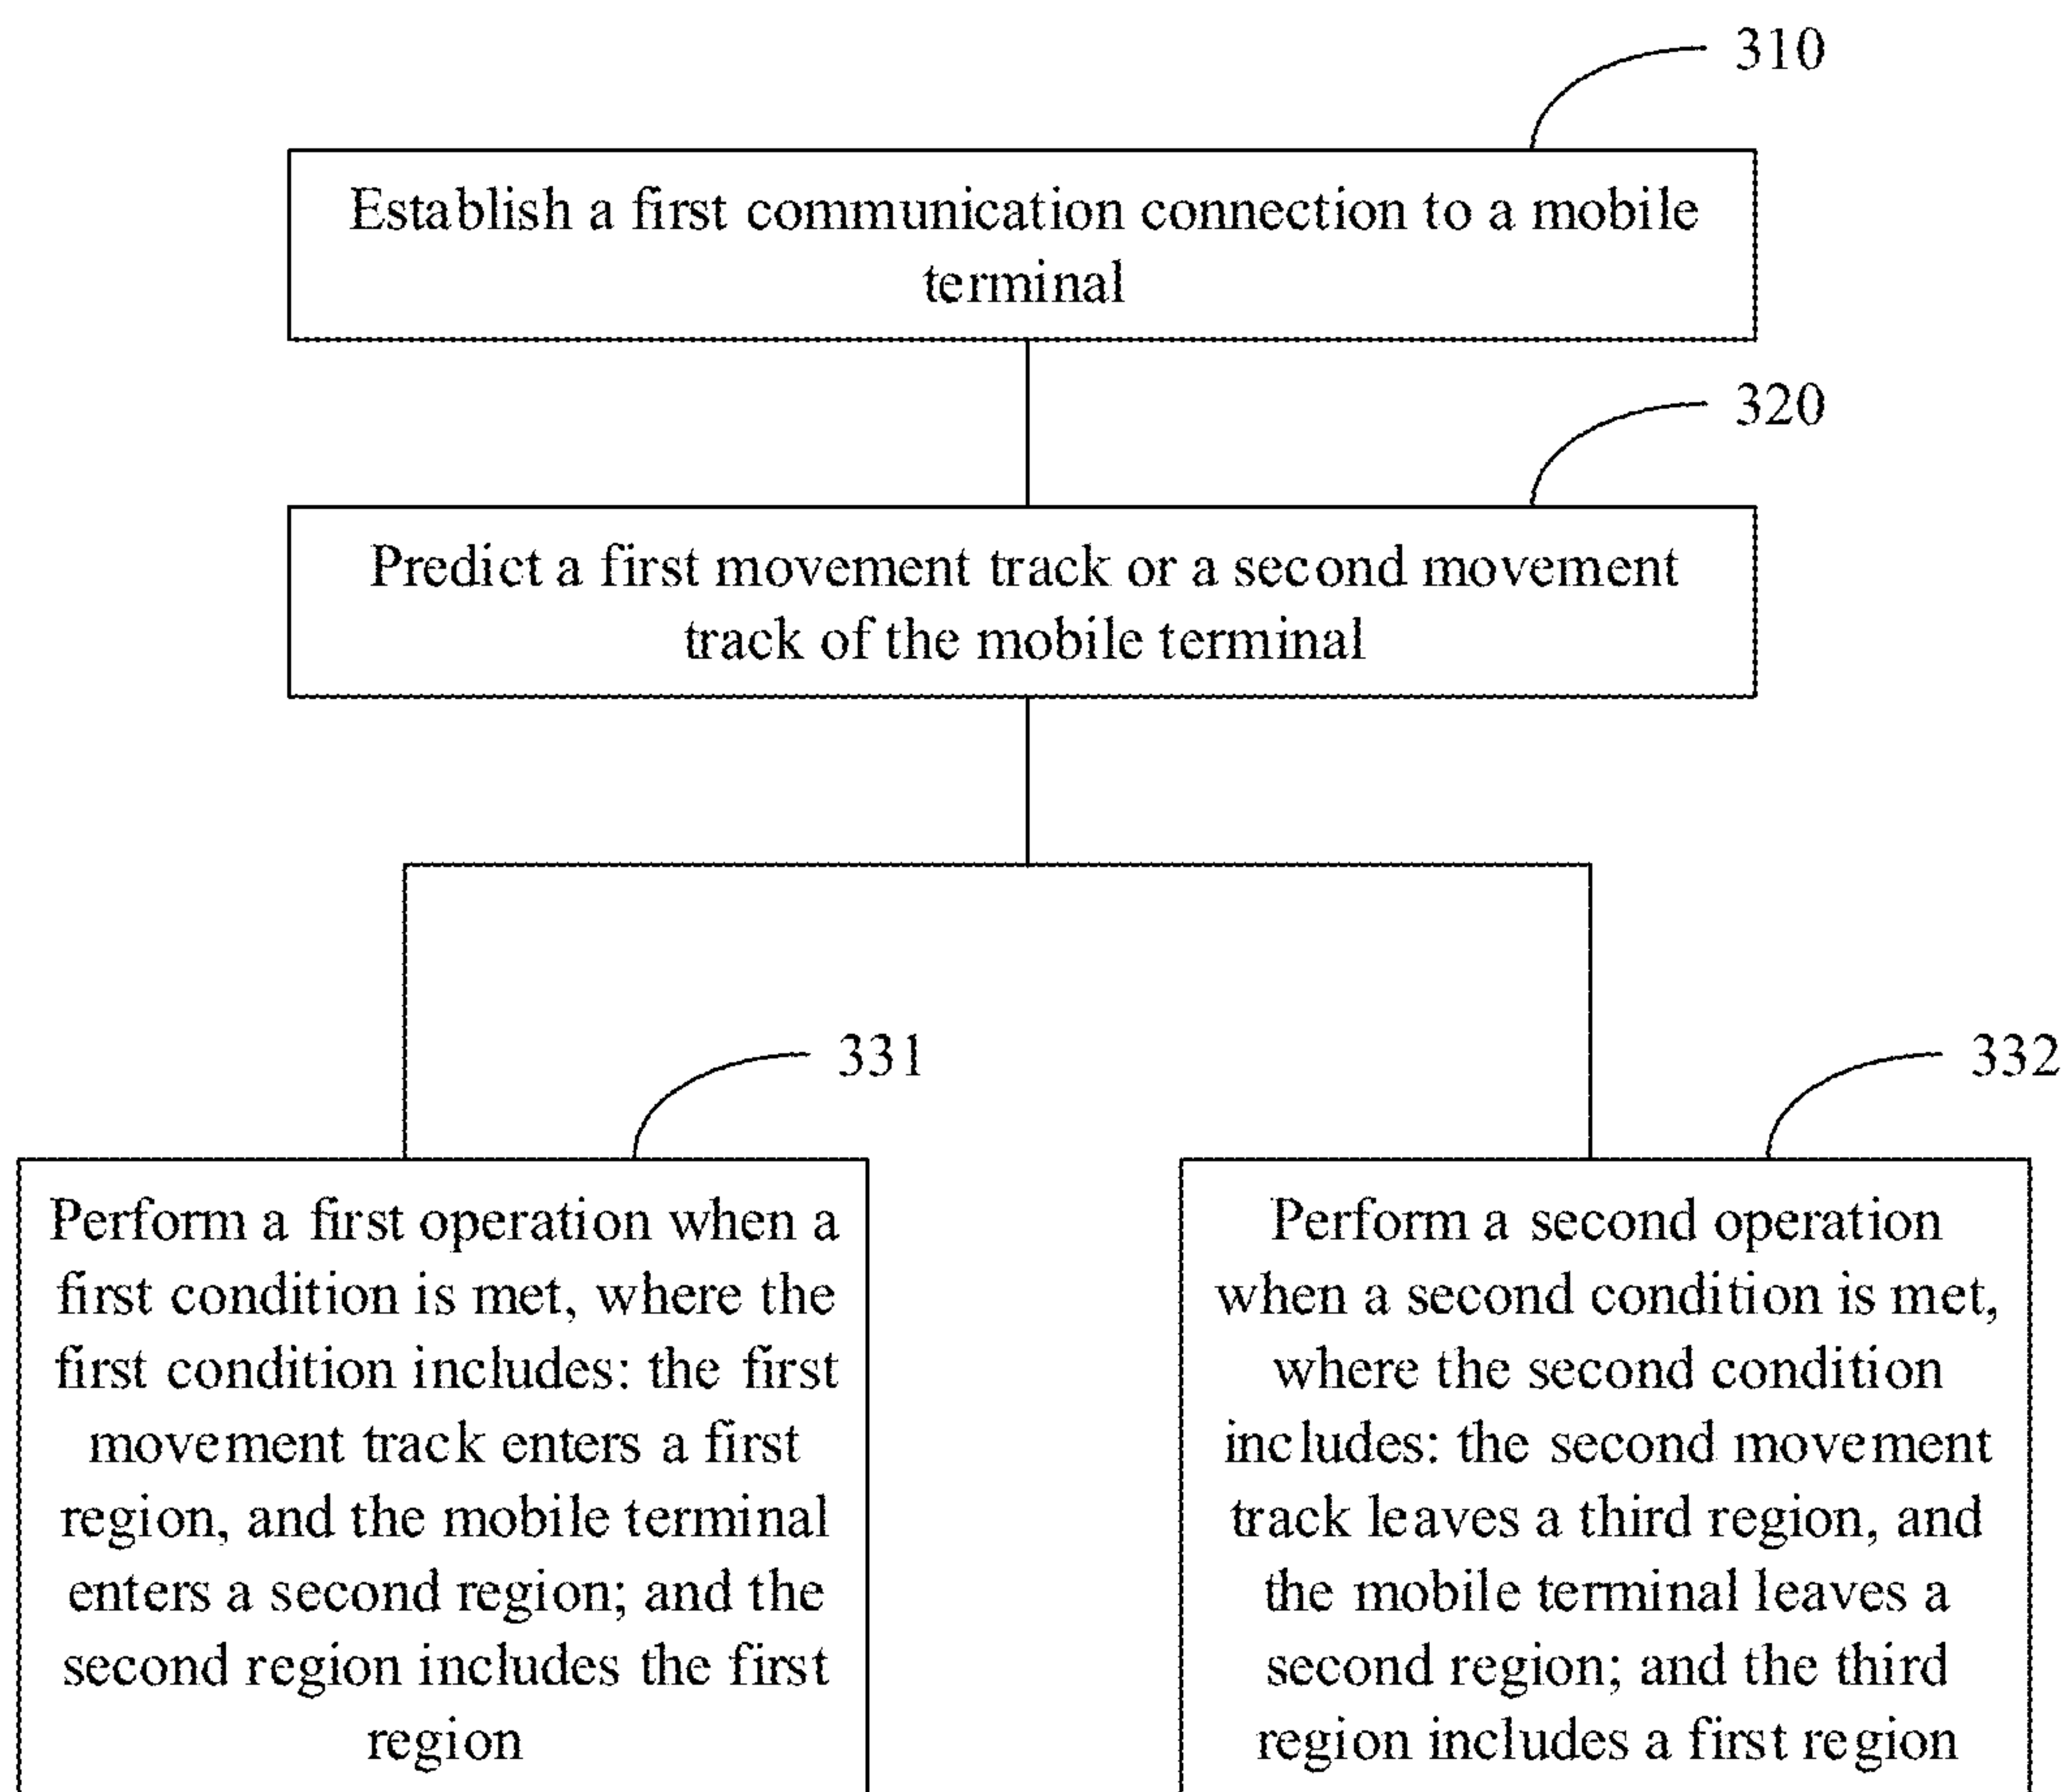 310
Establish a first communication connection to a mobile
terminal
320
Predict a first movement track or a second movement
track of the mobile terminal
331
Perform a first operation when a
first condition is met, where the
first condition includes: the first
movement track enters a first
region, and the mobile terminal
enters a second region; and the
second region includes the first
region
332
Perform a second operation
when a second condition is met,
where the second condition
includes: the second movement
track leaves a third region, and
the mobile terminal leaves a
second region; and the third
region includes a first region